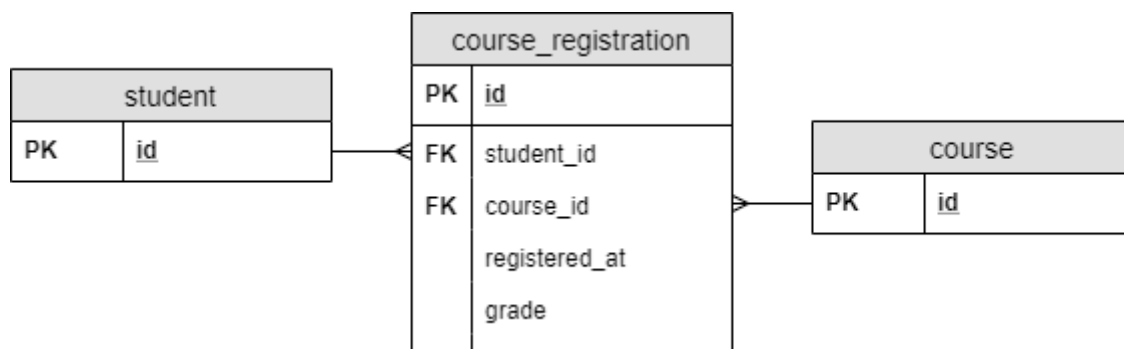 student
PK id
course_registration
PK id
FK student_id
FK course_id
registered_at
grade
course
PK id